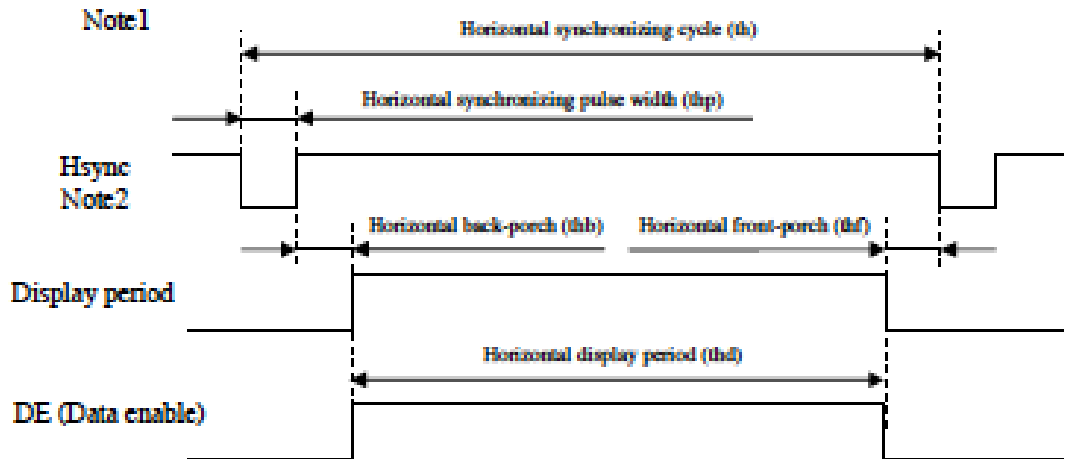 Note1
Horizontal synchronizing cycle (th)
Horizontal synchronizing pulse width (thp)
Hsync
Note2
Horizontal back-porch (thb)
Horizontal front-porch (thf)
Display period
Horizontal display period (thd)
DE (Data enable)